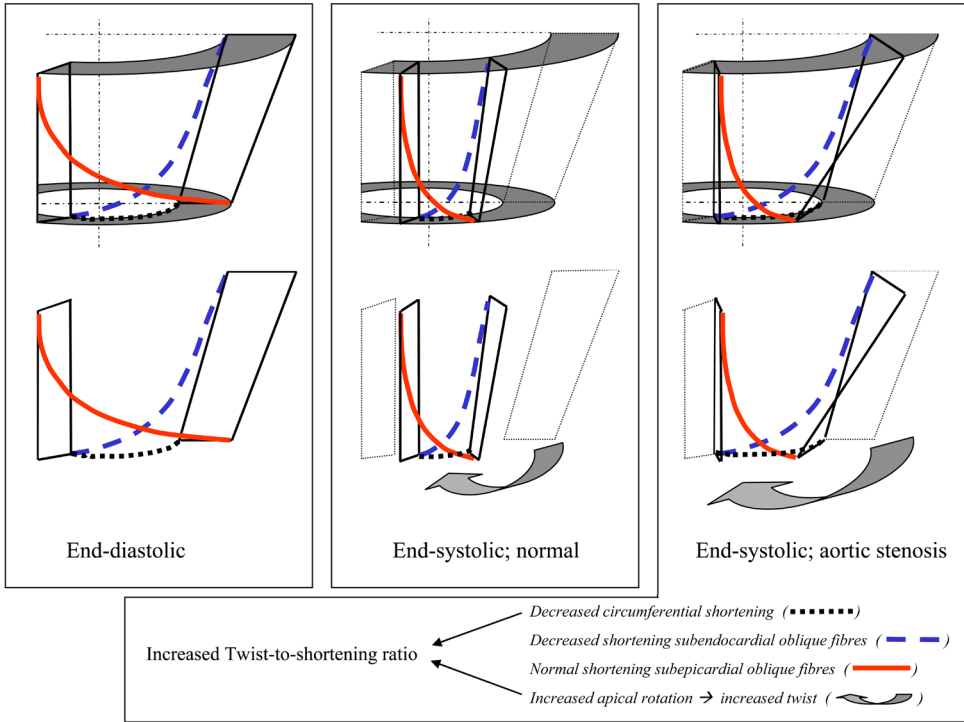 End-diastolic
End-systolic; normal
End-systolic; aortic stenosis
Increased Twist-to-shortening ratio
Decreased circumferential shortening ( )
Decreased shortening subendocardial oblique fibres ( )
Normal shortening subepicardial oblique fibres ( )
Increased apical rotation → increased twist ( )